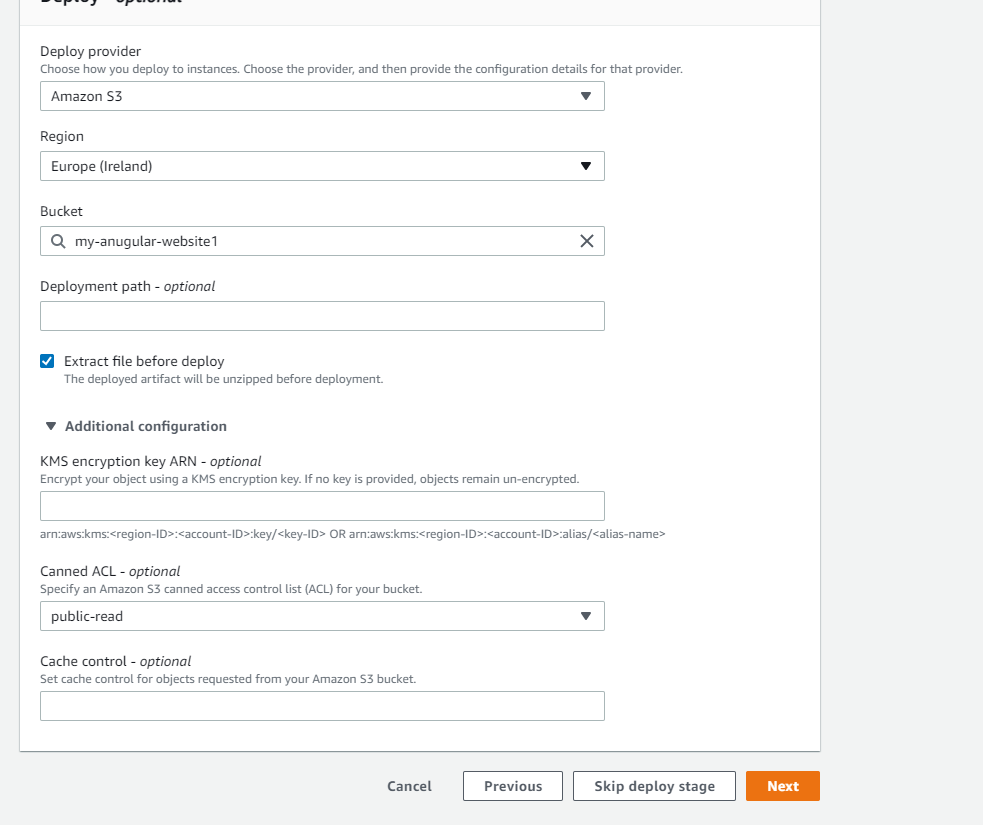 Deploy - optional
Deploy provider
Choose how you deploy to instances. Choose the provider, and then provide the configuration details for that provider.
Amazon S3
Region
Europe (Ireland)
Bucket
my-anugular-website1
Deployment path - optional
Extract file before deploy
The deployed artifact will be unzipped before deployment.
Additional configuration
KMS encryption key ARN - optional
Encrypt your object using a KMS encryption key. If no key is provided, objects remain un-encrypted.
arn:aws:kms:<region-ID>:<account-ID>:key/<key-ID> OR arn:aws:kms:<region-ID>:<account-ID>:alias/<alias-name>
Canned ACL - optional
Specify an Amazon S3 canned access control list (ACL) for your bucket.
public-read
Cache control - optional
Set cache control for objects requested from your Amazon S3 bucket.
Cancel
Previous
Skip deploy stage
Next